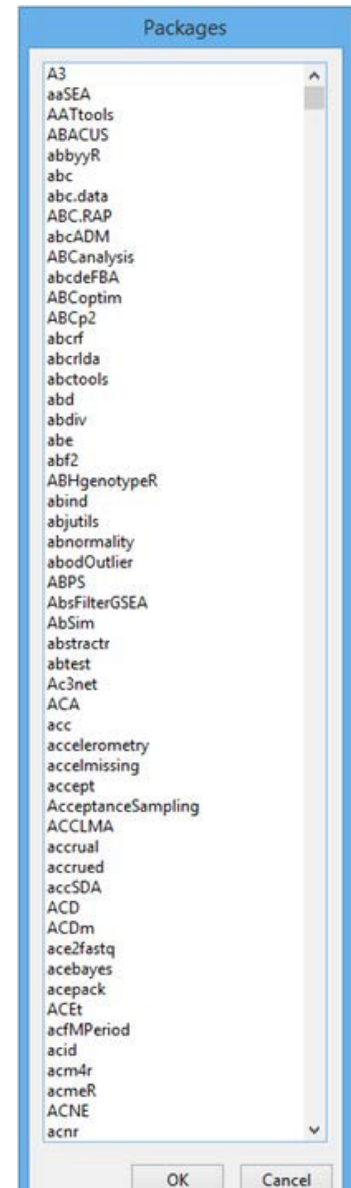 Packages
A3
aaSEA
AATtools
ABACUS
abbyyR
abc
abc.data
ABC.RAP
abcADM
ABCanalysis
abcdeFBA
ABCoptim
ABCp2
abcrf
abcrlda
abctools
abd
abdiv
abe
abf2
ABHgenotypeR
abind
abjutils
abnormality
abodOutlier
ABPS
AbsFilterGSEA
AbSim
abstractr
abtest
Ac3net
ACA
acc
accelerometry
accelmissing
accept
AcceptanceSampling
ACCLMA
accrual
accrued
accSDA
ACD
ACDm
ace2fastq
acebayes
acepack
ACEt
acfMPeriod
acid
acm4r
acmeR
ACNE
acnr
OK Cancel